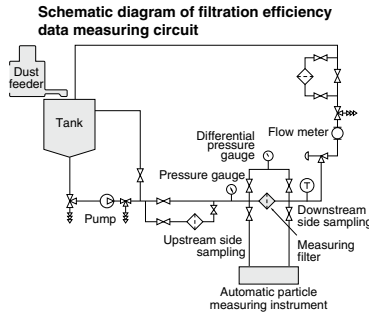 Schematic diagram of filtration efficiency
data measuring circuit
Dust
feeder
Tank
Differential
pressure
gauge
Flow meter
Pressure gauge
T
Pump
Upstream side
sampling
Downstream
side sampling
Measuring
filter
Automatic particle
measuring instrument